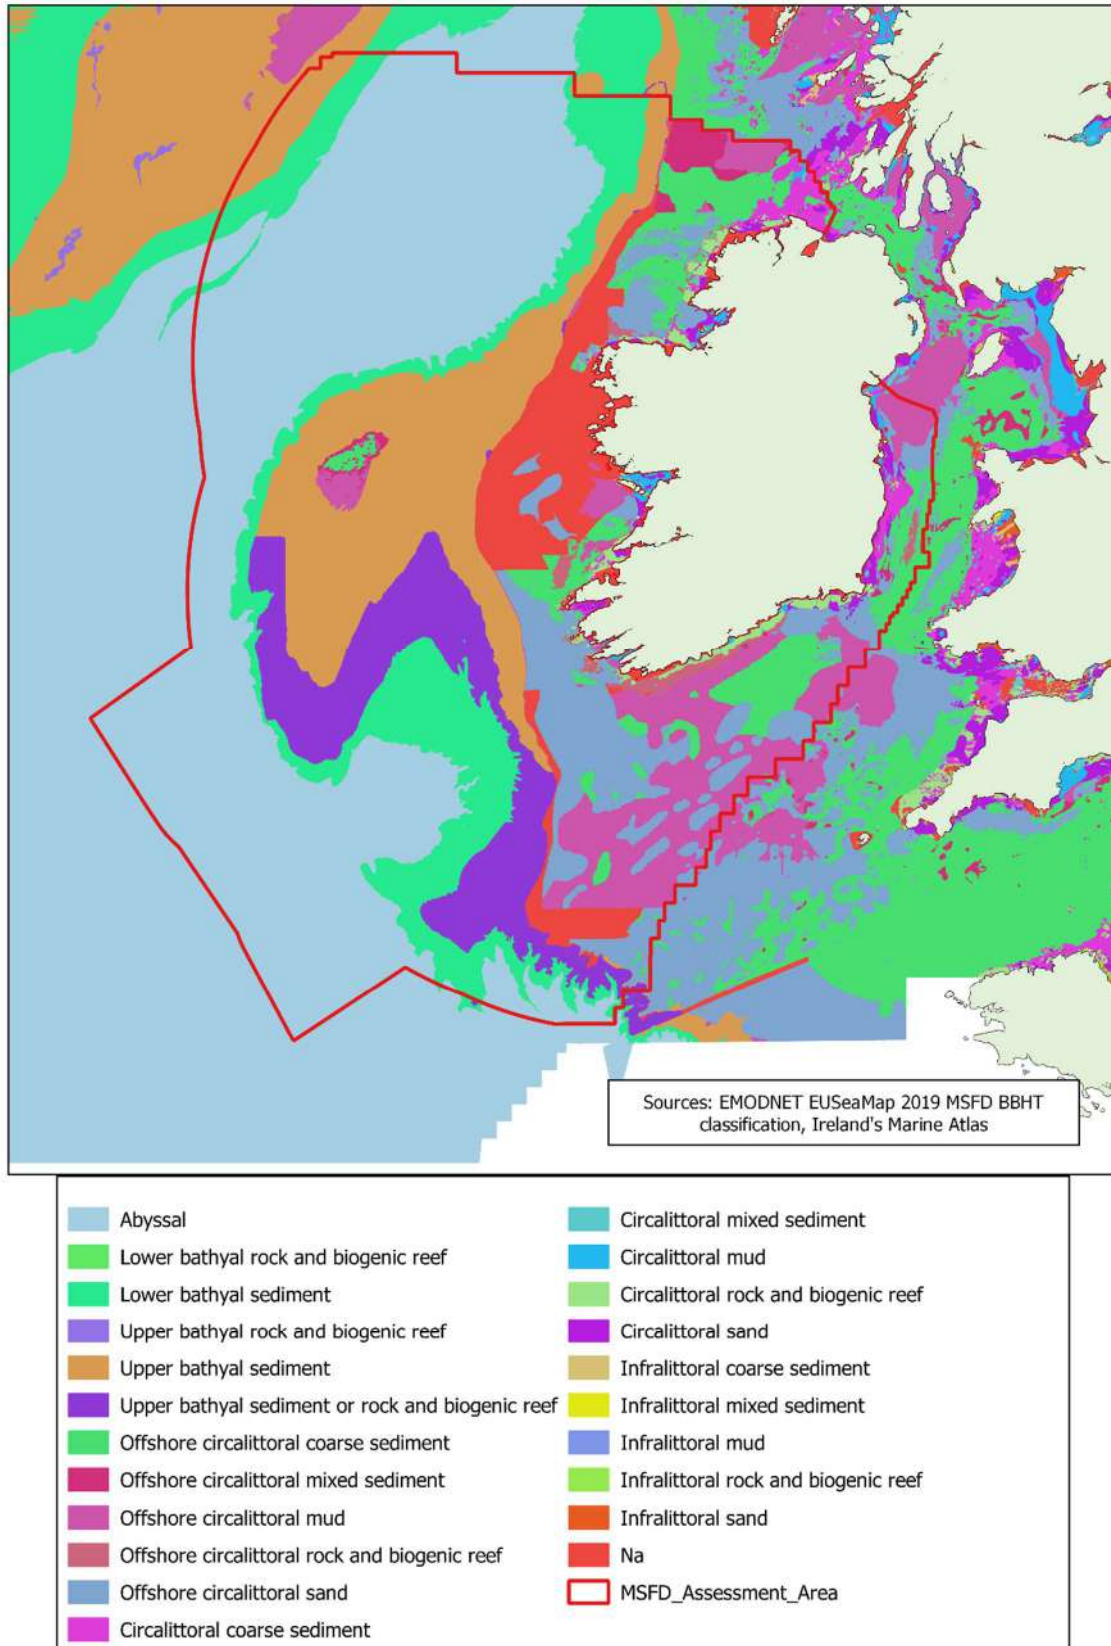 Sources: EMODNET EUSeaMap 2019 MSFD BBHT
classification, Ireland's Marine Atlas
Abyssal
Lower bathyal rock and biogenic reef
Lower bathyal sediment
Upper bathyal rock and biogenic reef
Upper bathyal sediment
Upper bathyal sediment or rock and biogenic reef
Offshore circalittoral coarse sediment
Offshore circalittoral mixed sediment
Offshore circalittoral mud
Offshore circalittoral rock and biogenic reef
Offshore circalittoral sand
Circalittoral coarse sediment
Circalittoral mixed sediment
Circalittoral mud
Circalittoral rock and biogenic reef
Circalittoral sand
Infralittoral coarse sediment
Infralittoral mixed sediment
Infralittoral mud
Infralittoral rock and biogenic reef
Infralittoral sand
Na
MSFD_Assessment_Area